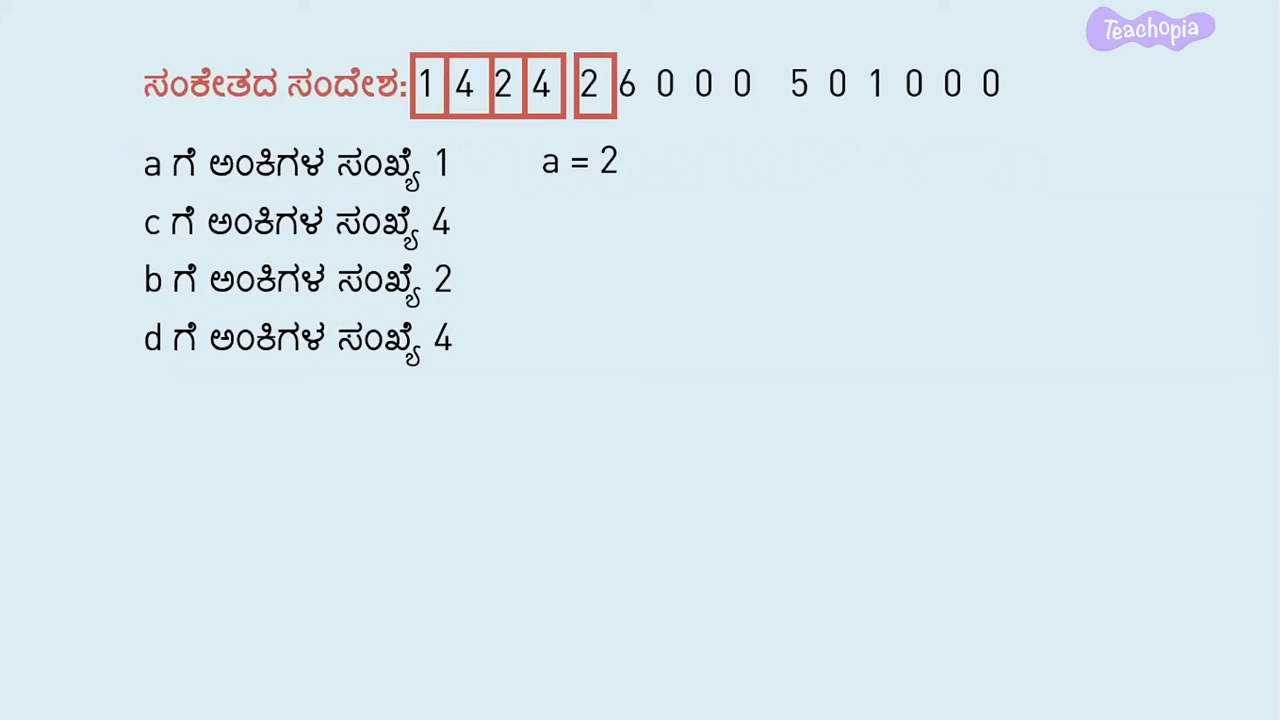 Teachopia
ಸಂಕೇತದ ಸಂದೇಶ: 1 4 2 4 2 6 0 0 0 5 0 1 0 0 0
a ಗೆ ಅಂಕಿಗಳ ಸಂಖ್ಯೆ 1 a = 2
c ಗೆ ಅಂಕಿಗಳ ಸಂಖ್ಯೆ 4
b ಗೆ ಅಂಕಿಗಳ ಸಂಖ್ಯೆ 2
d ಗೆ ಅಂಕಿಗಳ ಸಂಖ್ಯೆ 4